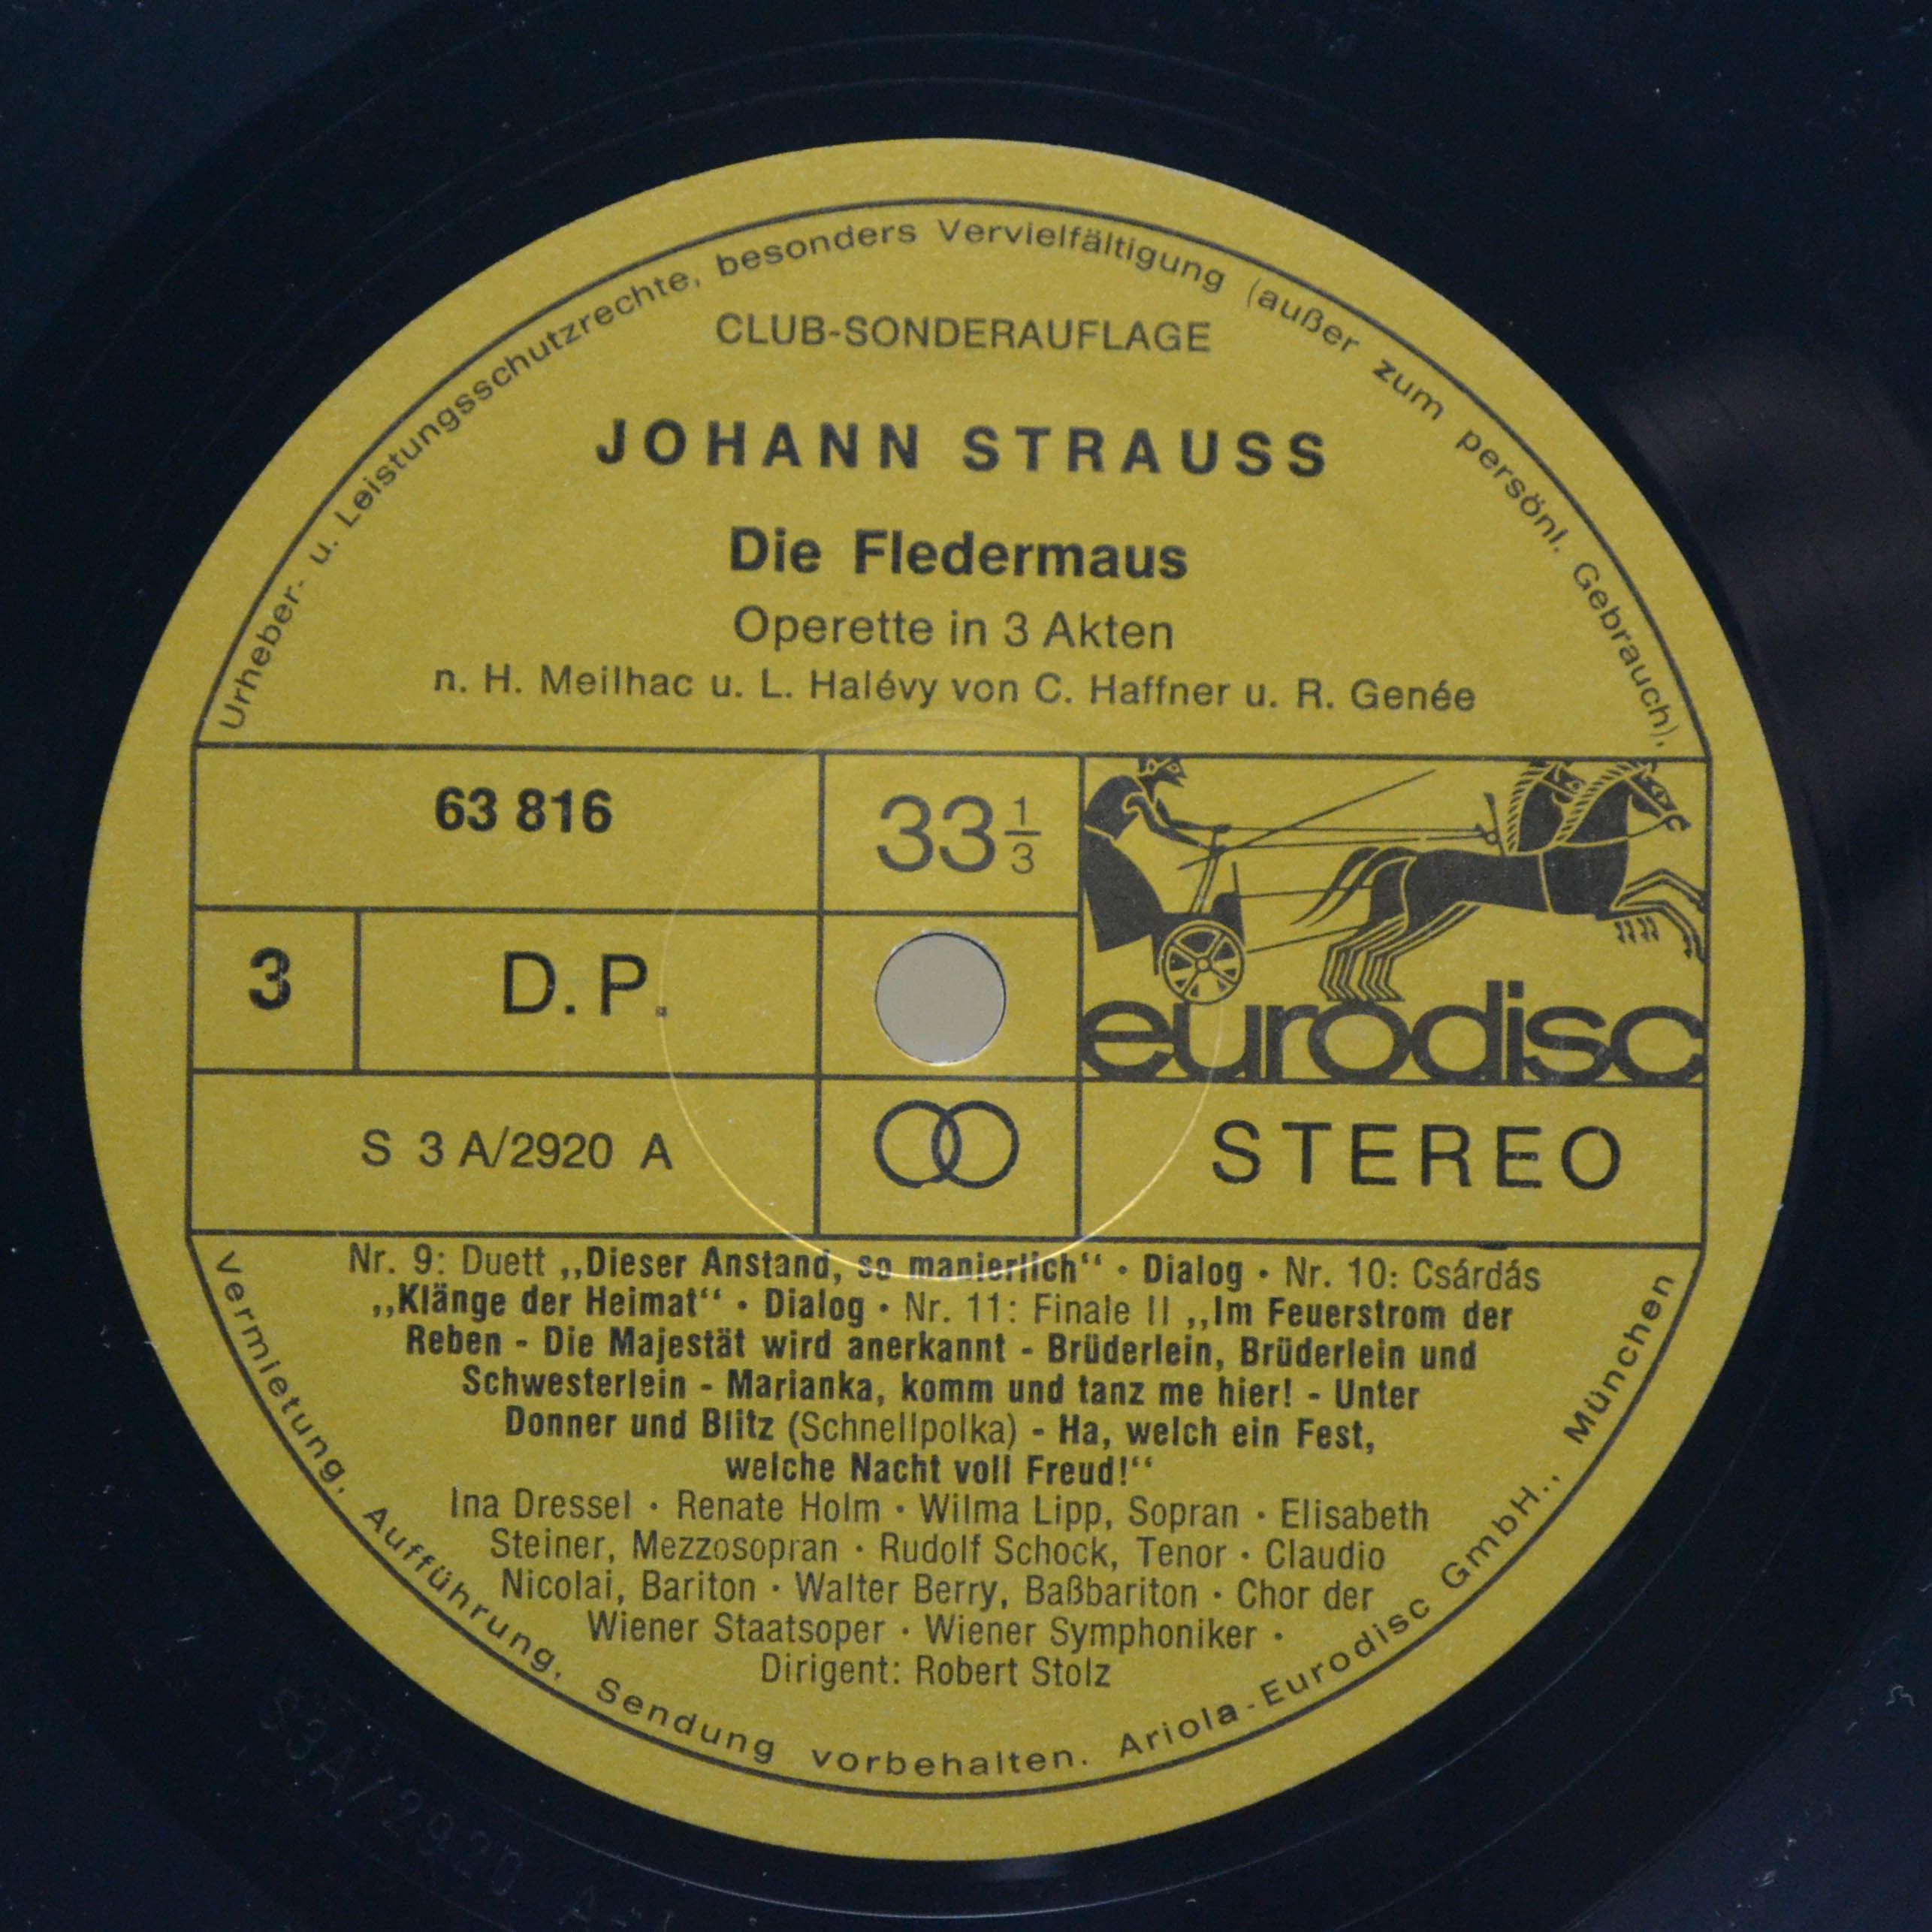 Urheber- u. Leistungsschutzrechte, besonders Vervielfältigung (außer zum persönl. Gebrauch),
CLUB-SONDERAUFLAGE
JOHANN STRAUSS
Die Fledermaus
Operette in 3 Akten
n. H. Meilhac u. L. Halévy von C. Haffner u. R. Genée
63 816
33 1/3
3
D. P.
eurodisc
S 3 A/2920 A
STEREO
Nr. 9: Duett „Dieser Anstand, so manierlich“ · Dialog · Nr. 10: Csárdás
„Klänge der Heimat“ · Dialog · Nr. 11: Finale II „Im Feuerstrom der
Reben - Die Majestät wird anerkannt - Brüderlein, Brüderlein und
Schwesterlein - Marianka, komm und tanz me hier! - Unter
Donner und Blitz (Schnellpolka) - Ha, welch ein Fest,
welche Nacht voll Freud!“
Ina Dressel · Renate Holm · Wilma Lipp, Sopran · Elisabeth
Steiner, Mezzosopran · Rudolf Schock, Tenor · Claudio
Nicolai, Bariton · Walter Berry, Baßbariton · Chor der
Wiener Staatsoper · Wiener Symphoniker ·
Dirigent: Robert Stolz
Vermietung, Aufführung, Sendung vorbehalten. Ariola-Eurodisc GmbH., München
S3A/2920 A-1